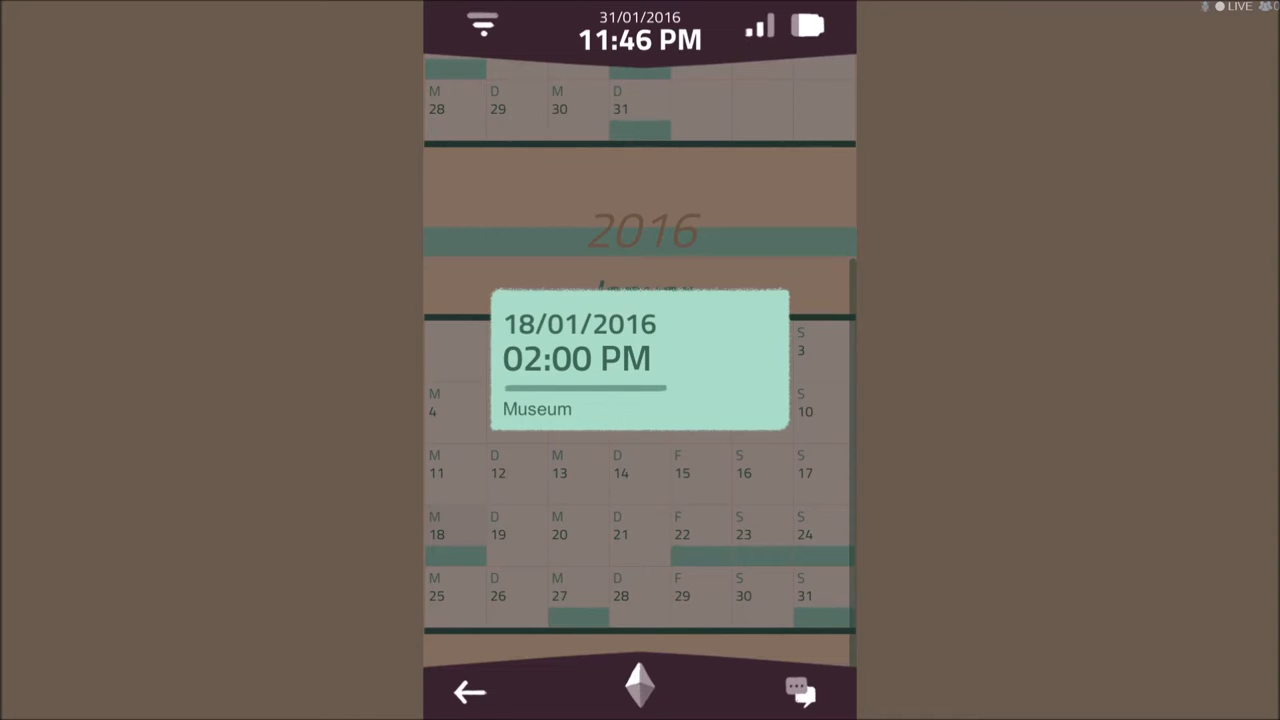 LIVE
31/01/2016
11:46 PM
M D M D
28 29 30 31
2016
18/01/2016
02:00 PM
Museum
S
3
M S
4 10
M D M D F S S
11 12 13 14 15 16 17
M D M D F S S
18 19 20 21 22 23 24
M D M D F S S
25 26 27 28 29 30 31